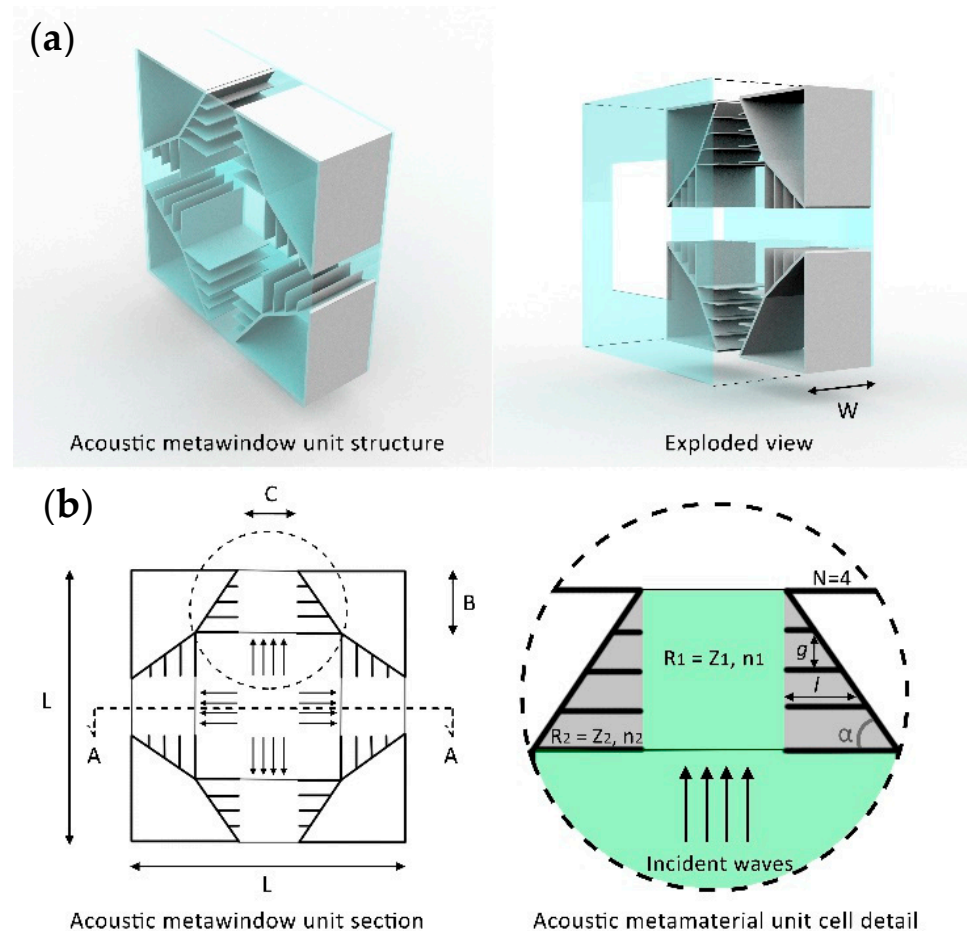 (a)
W
Acoustic metawindow unit structure
Exploded view
(b)
C
B
L
A
A
L
Acoustic metawindow unit section
N=4
g
R1 = Z1, n1
l
R2 = Z2, n2
α
Incident waves
Acoustic metamaterial unit cell detail